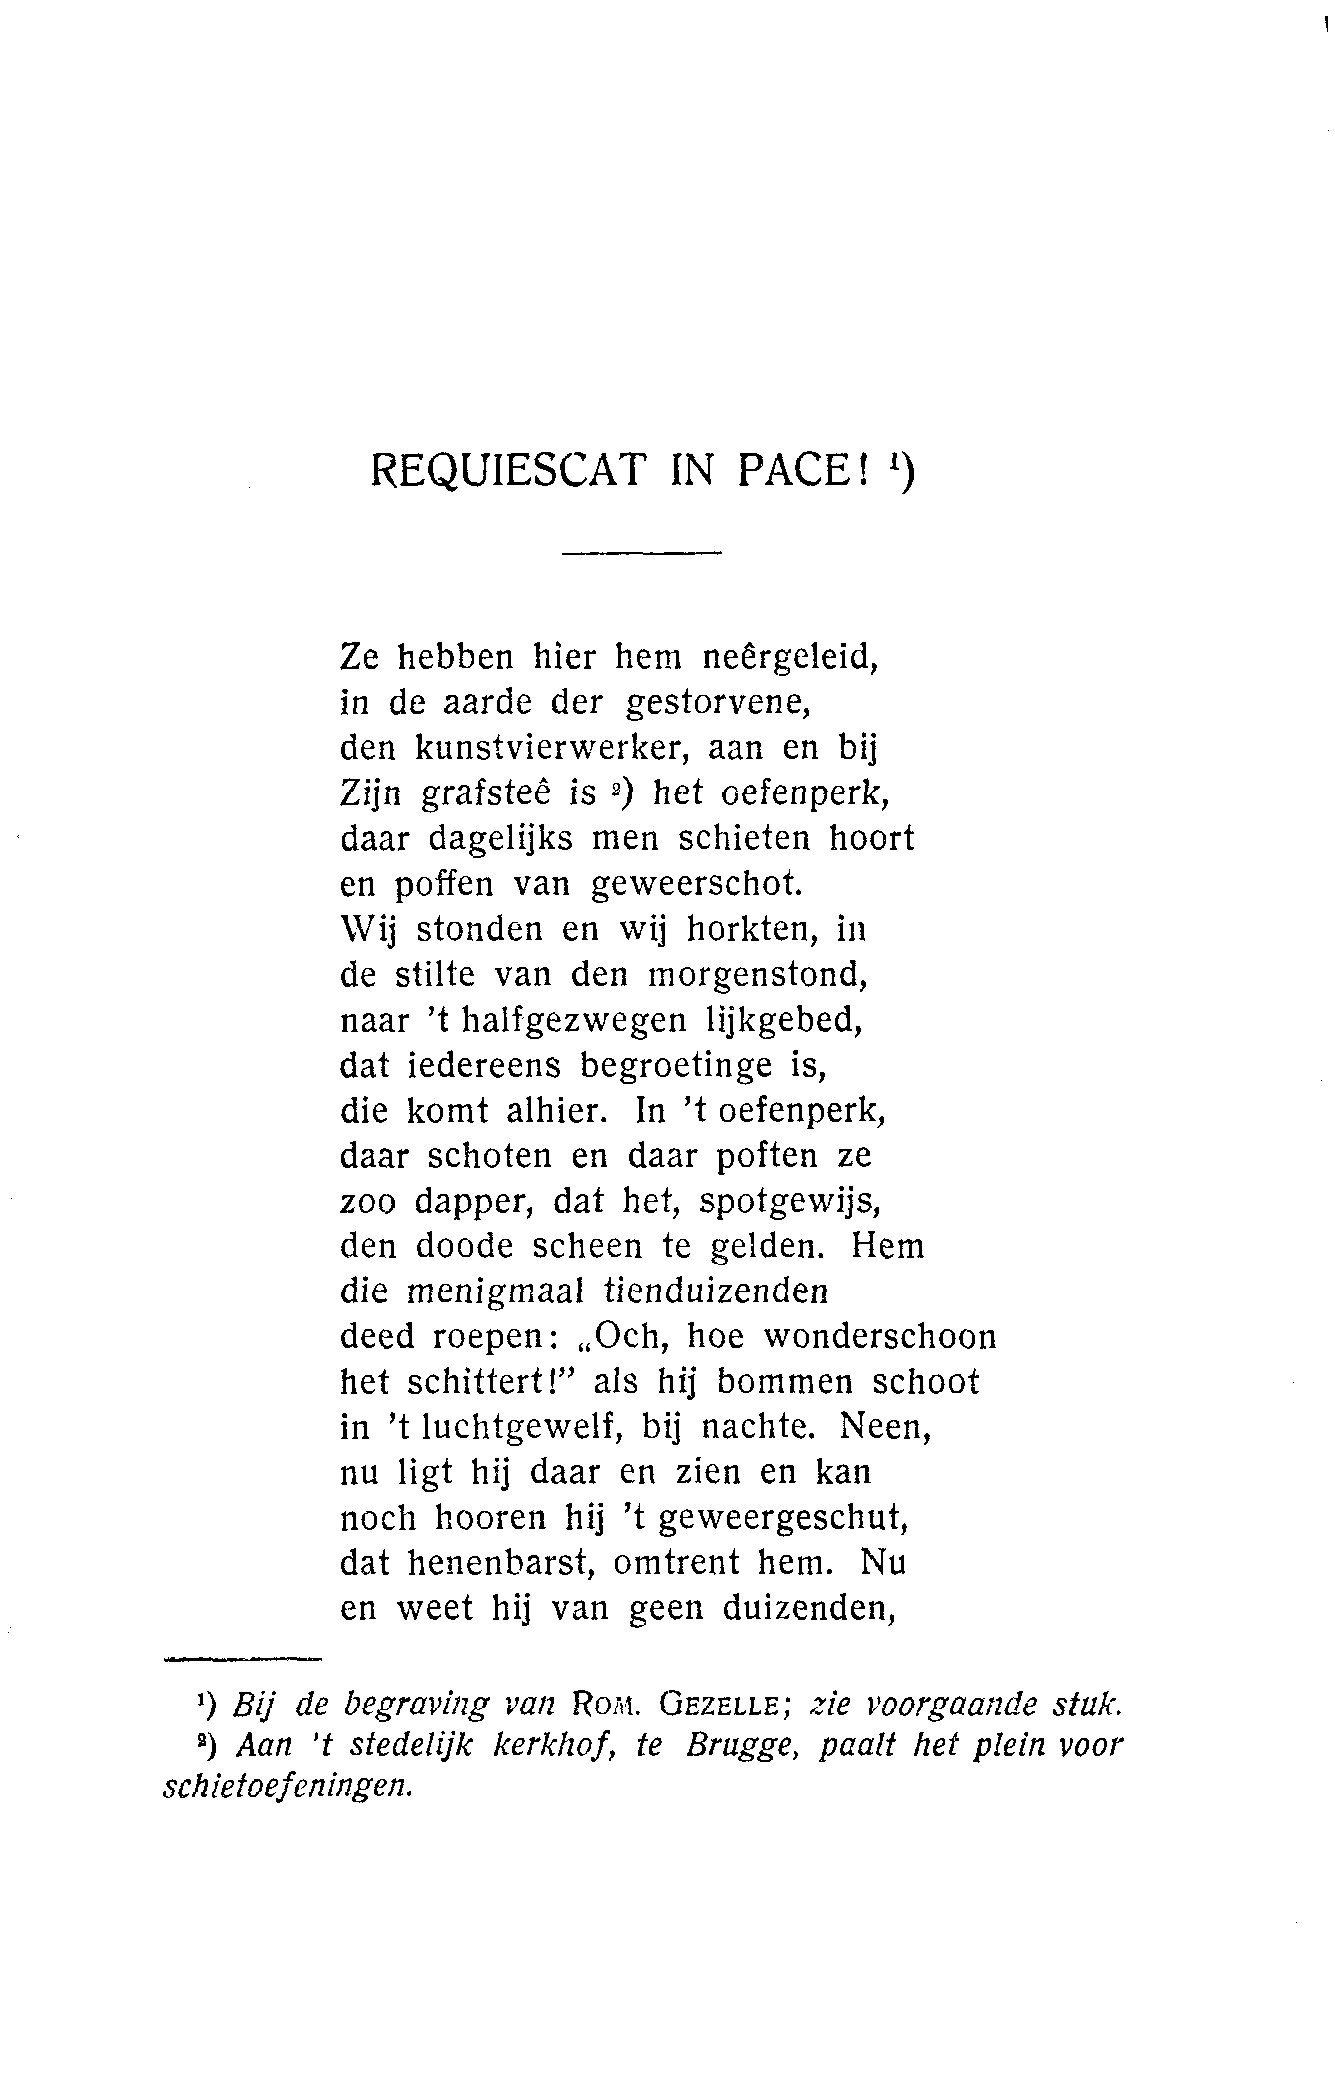 REQUIESCAT IN PACE! ¹)
Ze hebben hier hem neêrgeleid,
in de aarde der gestorvene,
den kunstvierwerker, aan en bij
Zijn grafsteê is ²) het oefenperk,
daar dagelijks men schieten hoort
en poffen van geweerschot.
Wij stonden en wij horkten, in
de stilte van den morgenstond,
naar 't halfgezwegen lijkgebed,
dat iedereens begroetinge is,
die komt alhier. In 't oefenperk,
daar schoten en daar poften ze
zoo dapper, dat het, spotgewijs,
den doode scheen te gelden. Hem
die menigmaal tienduizenden
deed roepen: „Och, hoe wonderschoon
het schittert!” als hij bommen schoot
in 't luchtgewelf, bij nachte. Neen,
nu ligt hij daar en zien en kan
noch hooren hij 't geweergeschut,
dat henenbarst, omtrent hem. Nu
en weet hij van geen duizenden,
¹) Bij de begraving van ROM. GEZELLE; zie voorgaande stuk.
²) Aan 't stedelijk kerkhof, te Brugge, paalt het plein voor
schietoefeningen.